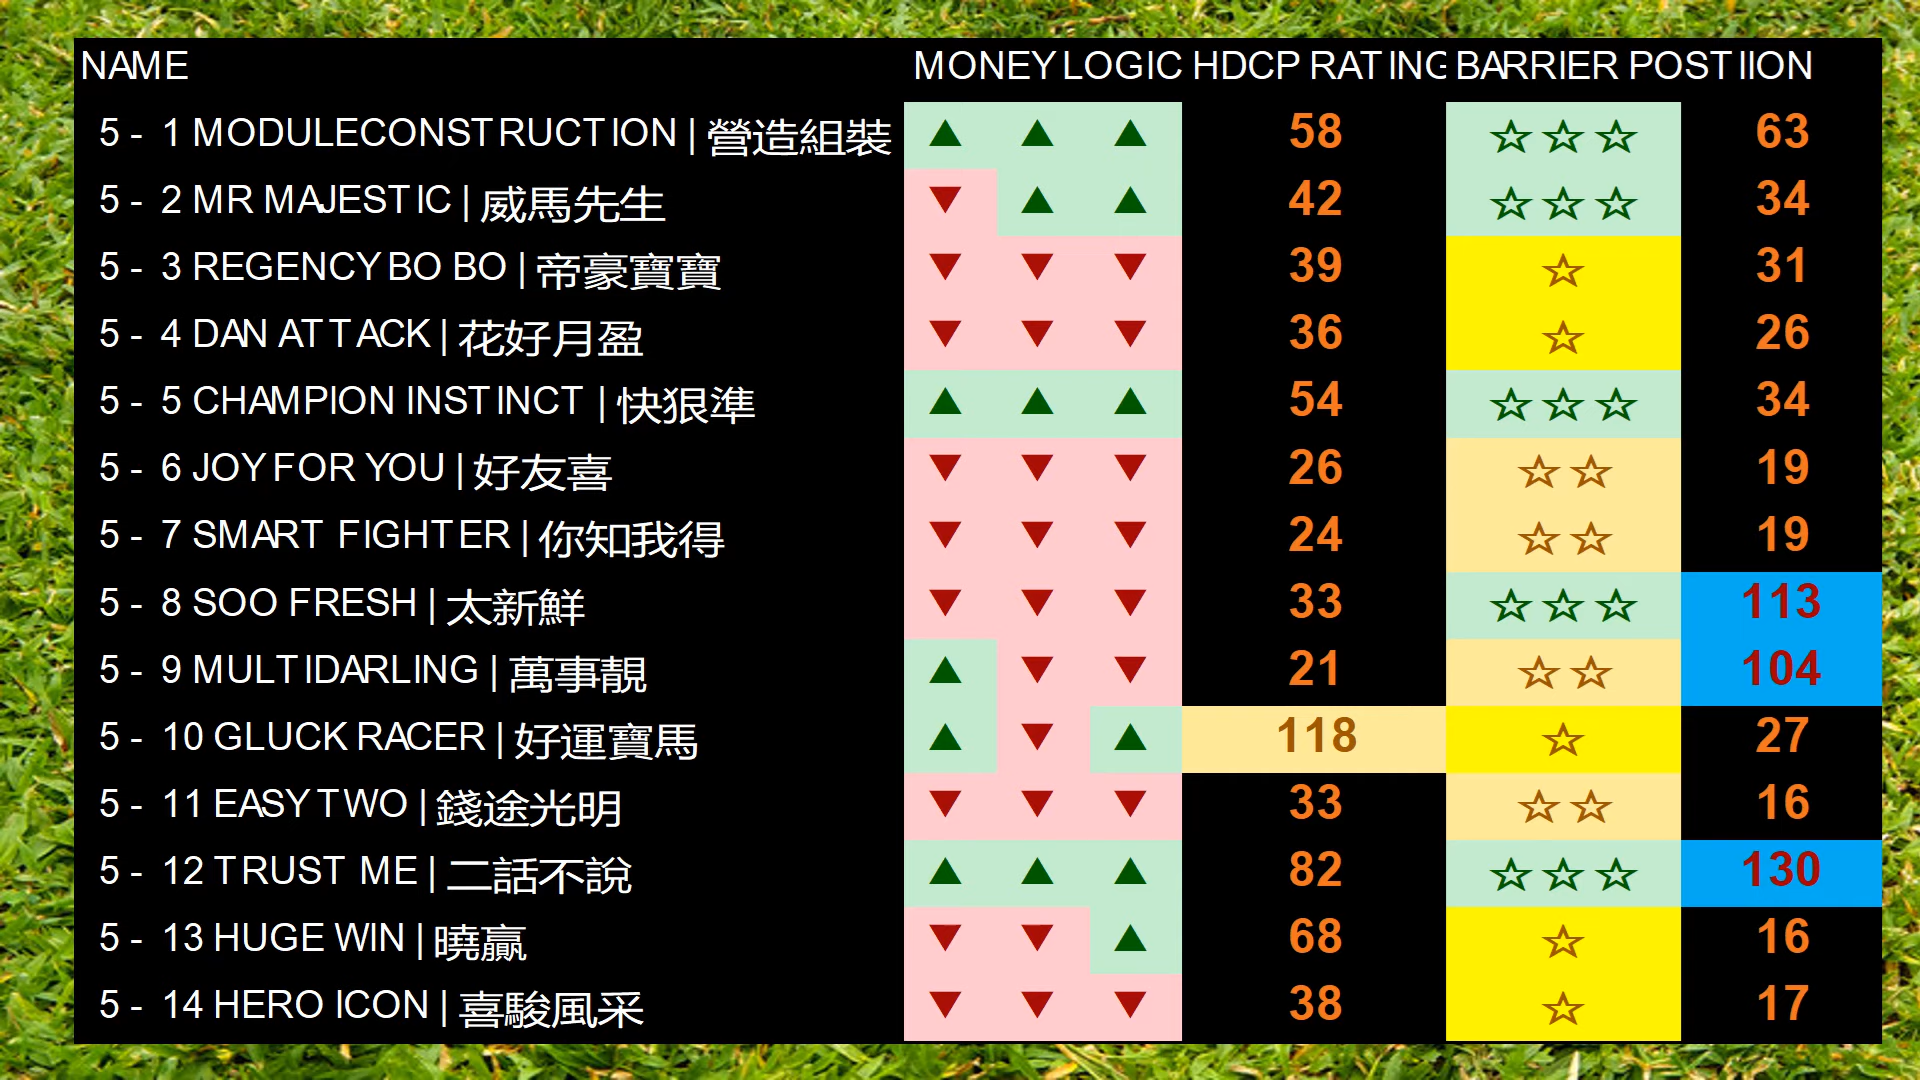 NAME MONEY LOGIC HDCP RATING BARRIER POSTIION
5 - 1 MODULECONSTRUCTION | 營造組裝 ▲ ▲ ▲ 58 ☆☆☆ 63
5 - 2 MR MAJESTIC | 威馬先生 ▼ ▲ ▲ 42 ☆☆☆ 34
5 - 3 REGENCY BO BO | 帝豪寶寶 ▼ ▼ ▼ 39 ☆ 31
5 - 4 DAN ATTACK | 花好月盈 ▼ ▼ ▼ 36 ☆ 26
5 - 5 CHAMPION INSTINCT | 快狠準 ▲ ▲ ▲ 54 ☆☆☆ 34
5 - 6 JOY FOR YOU | 好友喜 ▼ ▼ ▼ 26 ☆☆ 19
5 - 7 SMART FIGHTER | 你知我得 ▼ ▼ ▼ 24 ☆☆ 19
5 - 8 SOO FRESH | 太新鮮 ▼ ▼ ▼ 33 ☆☆☆ 113
5 - 9 MULTIDARLING | 萬事靚 ▲ ▼ ▼ 21 ☆☆ 104
5 - 10 GLUCK RACER | 好運寶馬 ▲ ▼ ▲ 118 ☆ 27
5 - 11 EASY TWO | 錢途光明 ▼ ▼ ▼ 33 ☆☆ 16
5 - 12 TRUST ME | 二話不說 ▲ ▲ ▲ 82 ☆☆☆ 130
5 - 13 HUGE WIN | 曉贏 ▼ ▼ ▲ 68 ☆ 16
5 - 14 HERO ICON | 喜駿風采 ▼ ▼ ▼ 38 ☆ 17